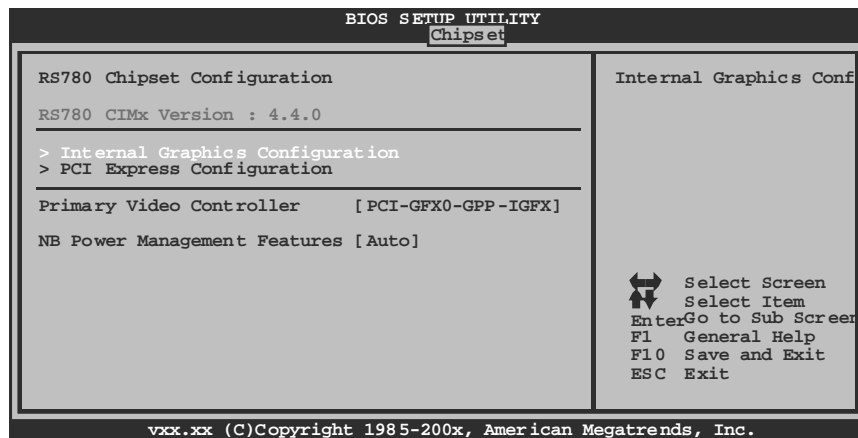 BIOS SETUP UTILITY
Chipset
RS780 Chipset Configuration
RS780 CIMx Version : 4.4.0
> Internal Graphics Configuration
> PCI Express Configuration
Primary Video Controller [PCI-GFX0-GPP-IGFX]
NB Power Management Features [Auto]
Internal Graphics Conf
Select Screen
Select Item
Enter Go to Sub Screen
F1 General Help
F10 Save and Exit
ESC Exit
vxx.xx (C)Copyright 1985-200x, American Megatrends, Inc.